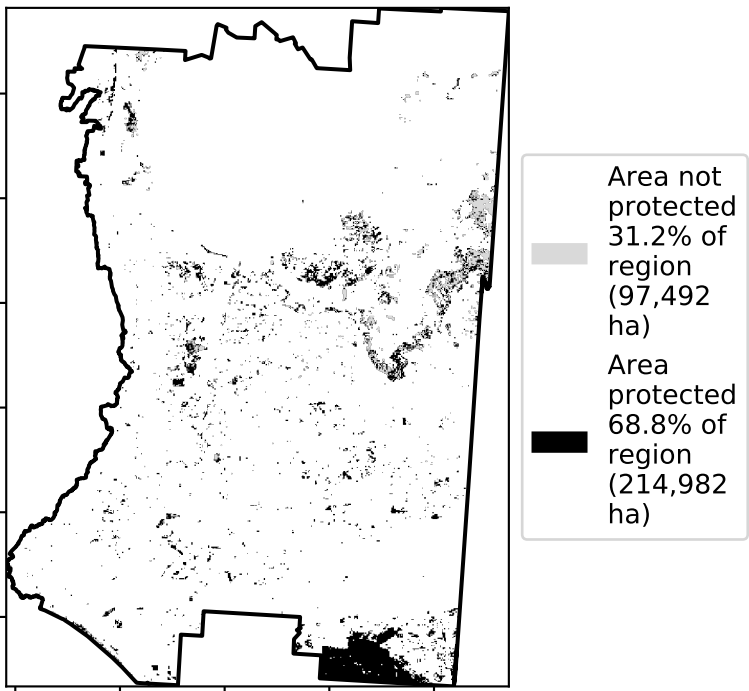 Area not
protected
31.2% of
region
(97,492
ha)
Area
protected
68.8% of
region
(214,982
ha)